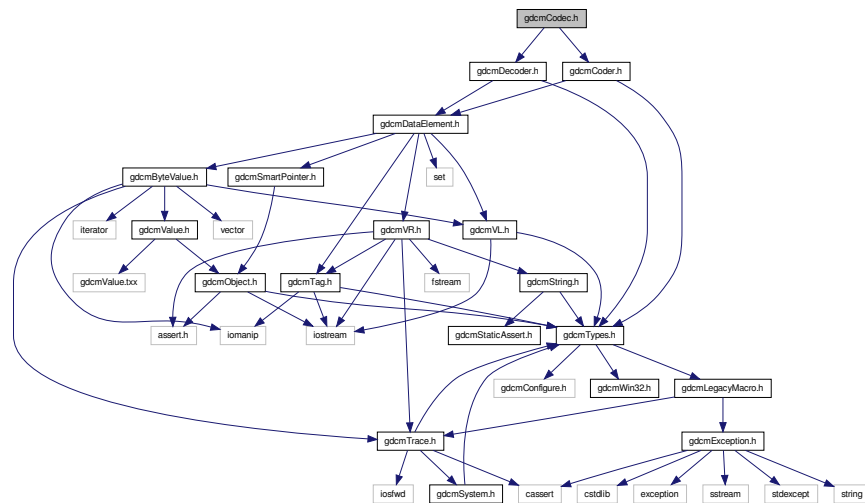 gdcmCodec.h
gdcmDecoder.h
gdcmCoder.h
gdcmDataElement.h
gdcmByteValue.h
gdcmSmartPointer.h
set
iterator
gdcmValue.h
vector
gdcmVR.h
gdcmVL.h
gdcmValue.txx
gdcmObject.h
gdcmTag.h
fstream
gdcmString.h
assert.h
iomanip
iostream
gdcmStaticAssert.h
gdcmTypes.h
gdcmConfigure.h
gdcmWin32.h
gdcmLegacyMacro.h
gdcmTrace.h
gdcmException.h
iosfwd
gdcmSystem.h
cassert
cstdlib
exception
sstream
stdexcept
string